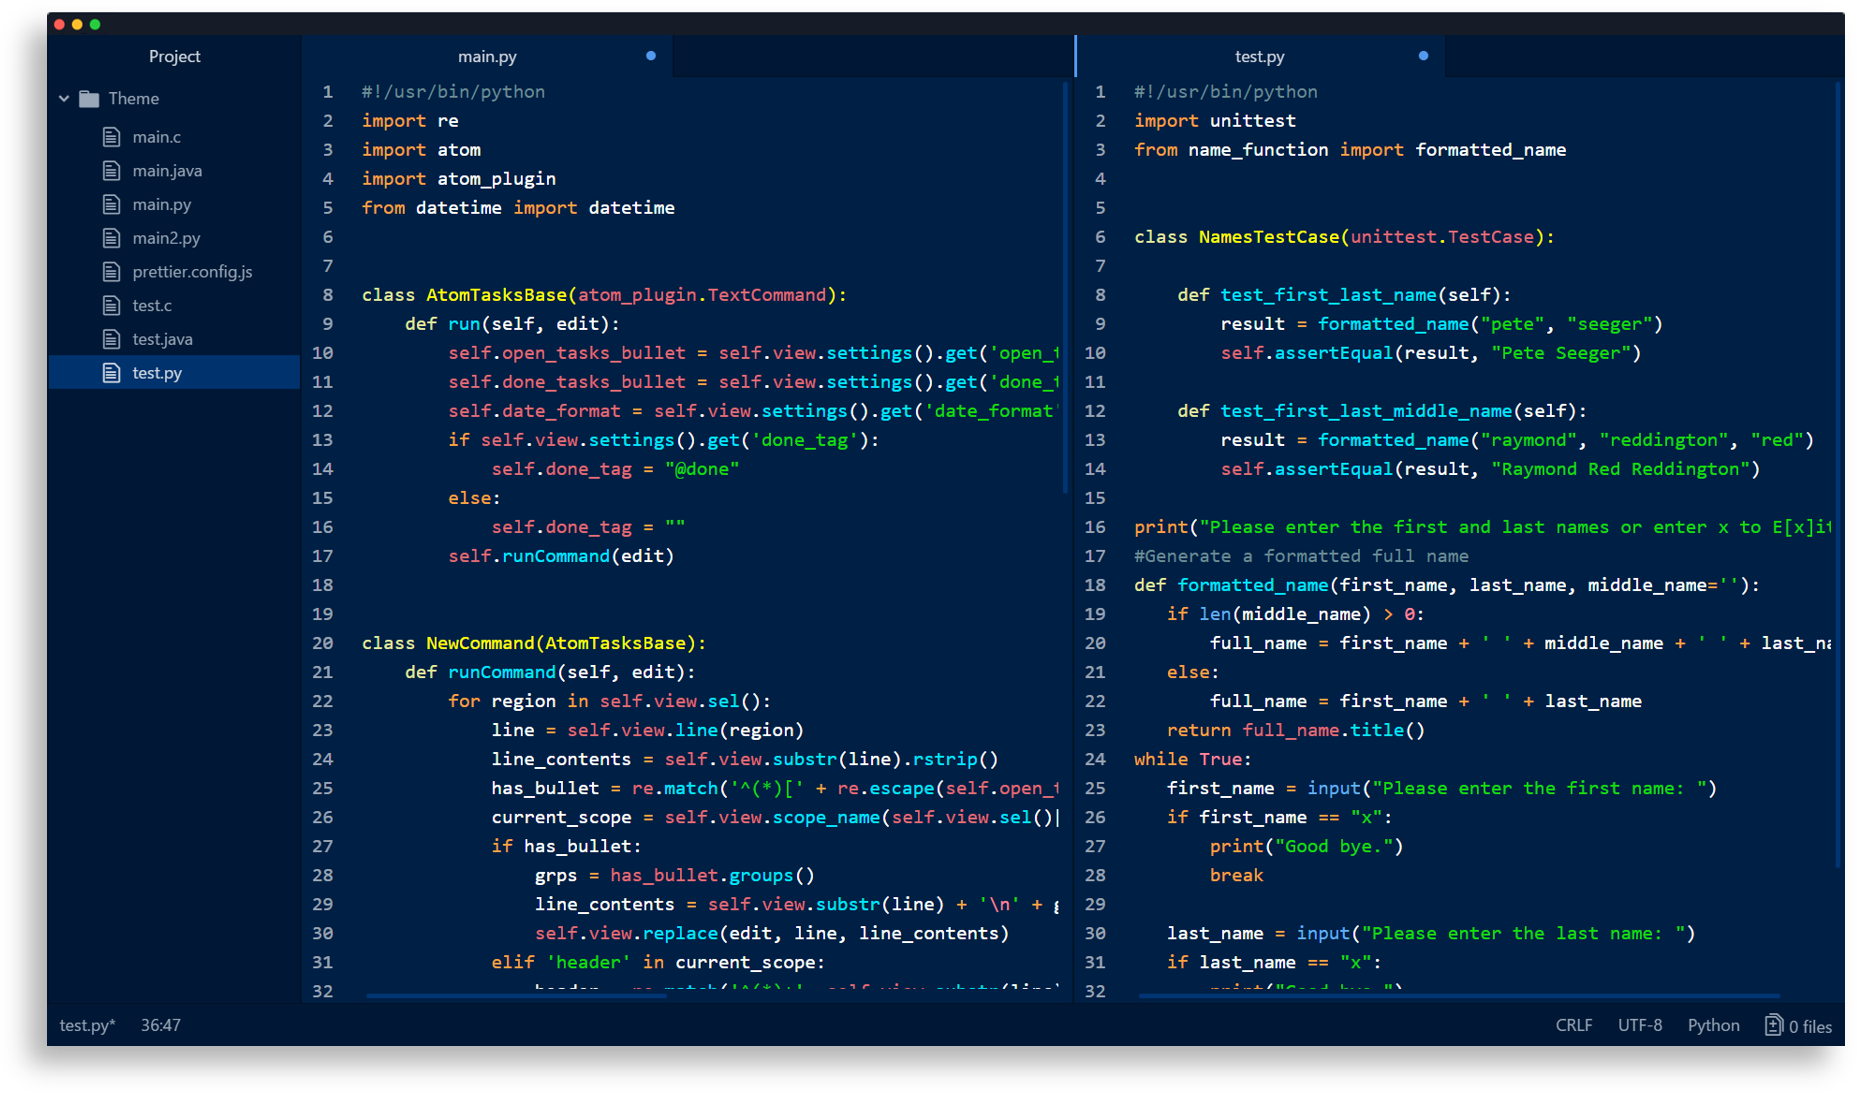 Project
Theme
main.c
main.java
main.py
main2.py
prettier.config.js
test.c
test.java
test.py
main.py
1 #!/usr/bin/python
2 import re
3 import atom
4 import atom_plugin
5 from datetime import datetime
6
7
8 class AtomTasksBase(atom_plugin.TextCommand):
9     def run(self, edit):
10         self.open_tasks_bullet = self.view.settings().get('open_t
11         self.done_tasks_bullet = self.view.settings().get('done_t
12         self.date_format = self.view.settings().get('date_format'
13         if self.view.settings().get('done_tag'):
14             self.done_tag = "@done"
15         else:
16             self.done_tag = ""
17         self.runCommand(edit)
18
19
20 class NewCommand(AtomTasksBase):
21     def runCommand(self, edit):
22         for region in self.view.sel():
23             line = self.view.line(region)
24             line_contents = self.view.substr(line).rstrip()
25             has_bullet = re.match('^(*)[' + re.escape(self.open_t
26             current_scope = self.view.scope_name(self.view.sel()
27             if has_bullet:
28                 grps = has_bullet.groups()
29                 line_contents = self.view.substr(line) + '\n' + g
30                 self.view.replace(edit, line, line_contents)
31             elif 'header' in current_scope:
32
test.py
1 #!/usr/bin/python
2 import unittest
3 from name_function import formatted_name
4
5
6 class NamesTestCase(unittest.TestCase):
7
8     def test_first_last_name(self):
9         result = formatted_name("pete", "seeger")
10         self.assertEqual(result, "Pete Seeger")
11
12     def test_first_last_middle_name(self):
13         result = formatted_name("raymond", "reddington", "red")
14         self.assertEqual(result, "Raymond Red Reddington")
15
16 print("Please enter the first and last names or enter x to E[x]it
17 #Generate a formatted full name
18 def formatted_name(first_name, last_name, middle_name=''):
19    if len(middle_name) > 0:
20        full_name = first_name + ' ' + middle_name + ' ' + last_na
21    else:
22        full_name = first_name + ' ' + last_name
23    return full_name.title()
24 while True:
25    first_name = input("Please enter the first name: ")
26    if first_name == "x":
27        print("Good bye.")
28        break
29
30    last_name = input("Please enter the last name: ")
31    if last_name == "x":
32        print("Good bye.")
test.py* 36:47
CRLF UTF-8 Python 0 files